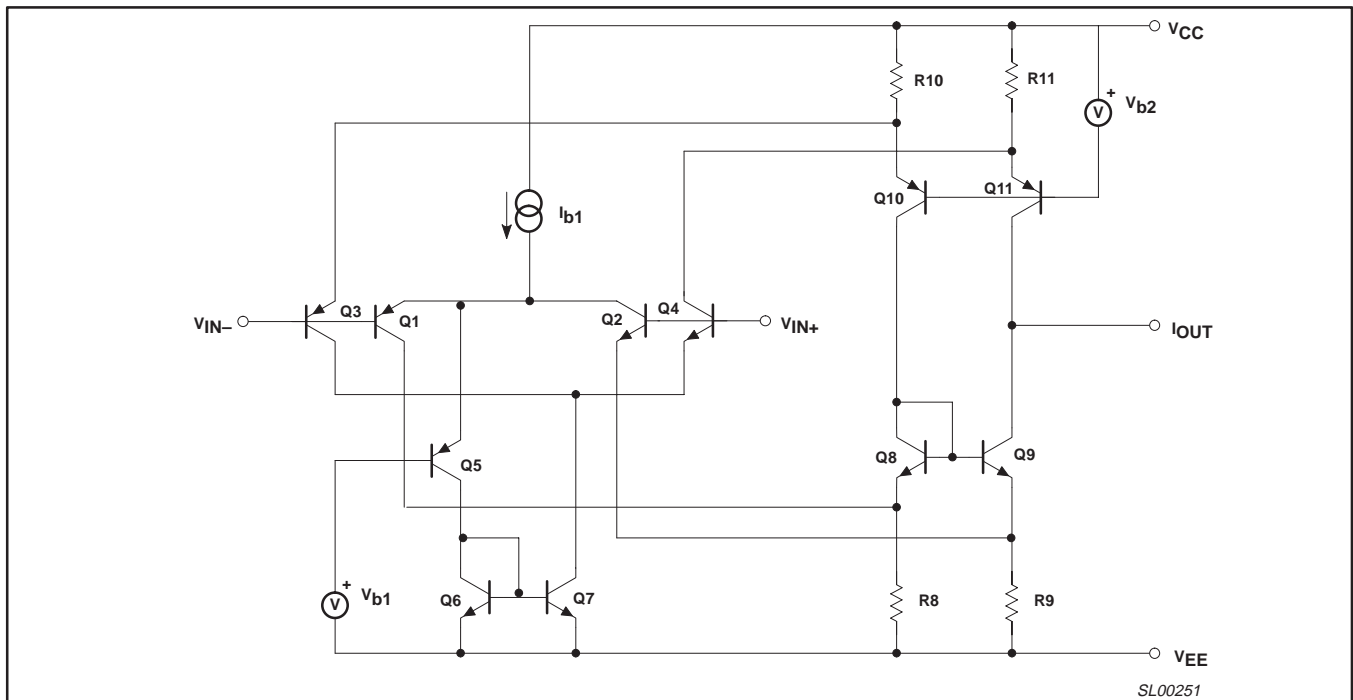 VCC
R10
R11
+
V
Vb2
Q10
Q11
Ib1
VIN–
Q3
Q1
Q2
Q4
VIN+
IOUT
Q5
Q8
Q9
+
V
Vb1
Q6
Q7
R8
R9
VEE
SL00251